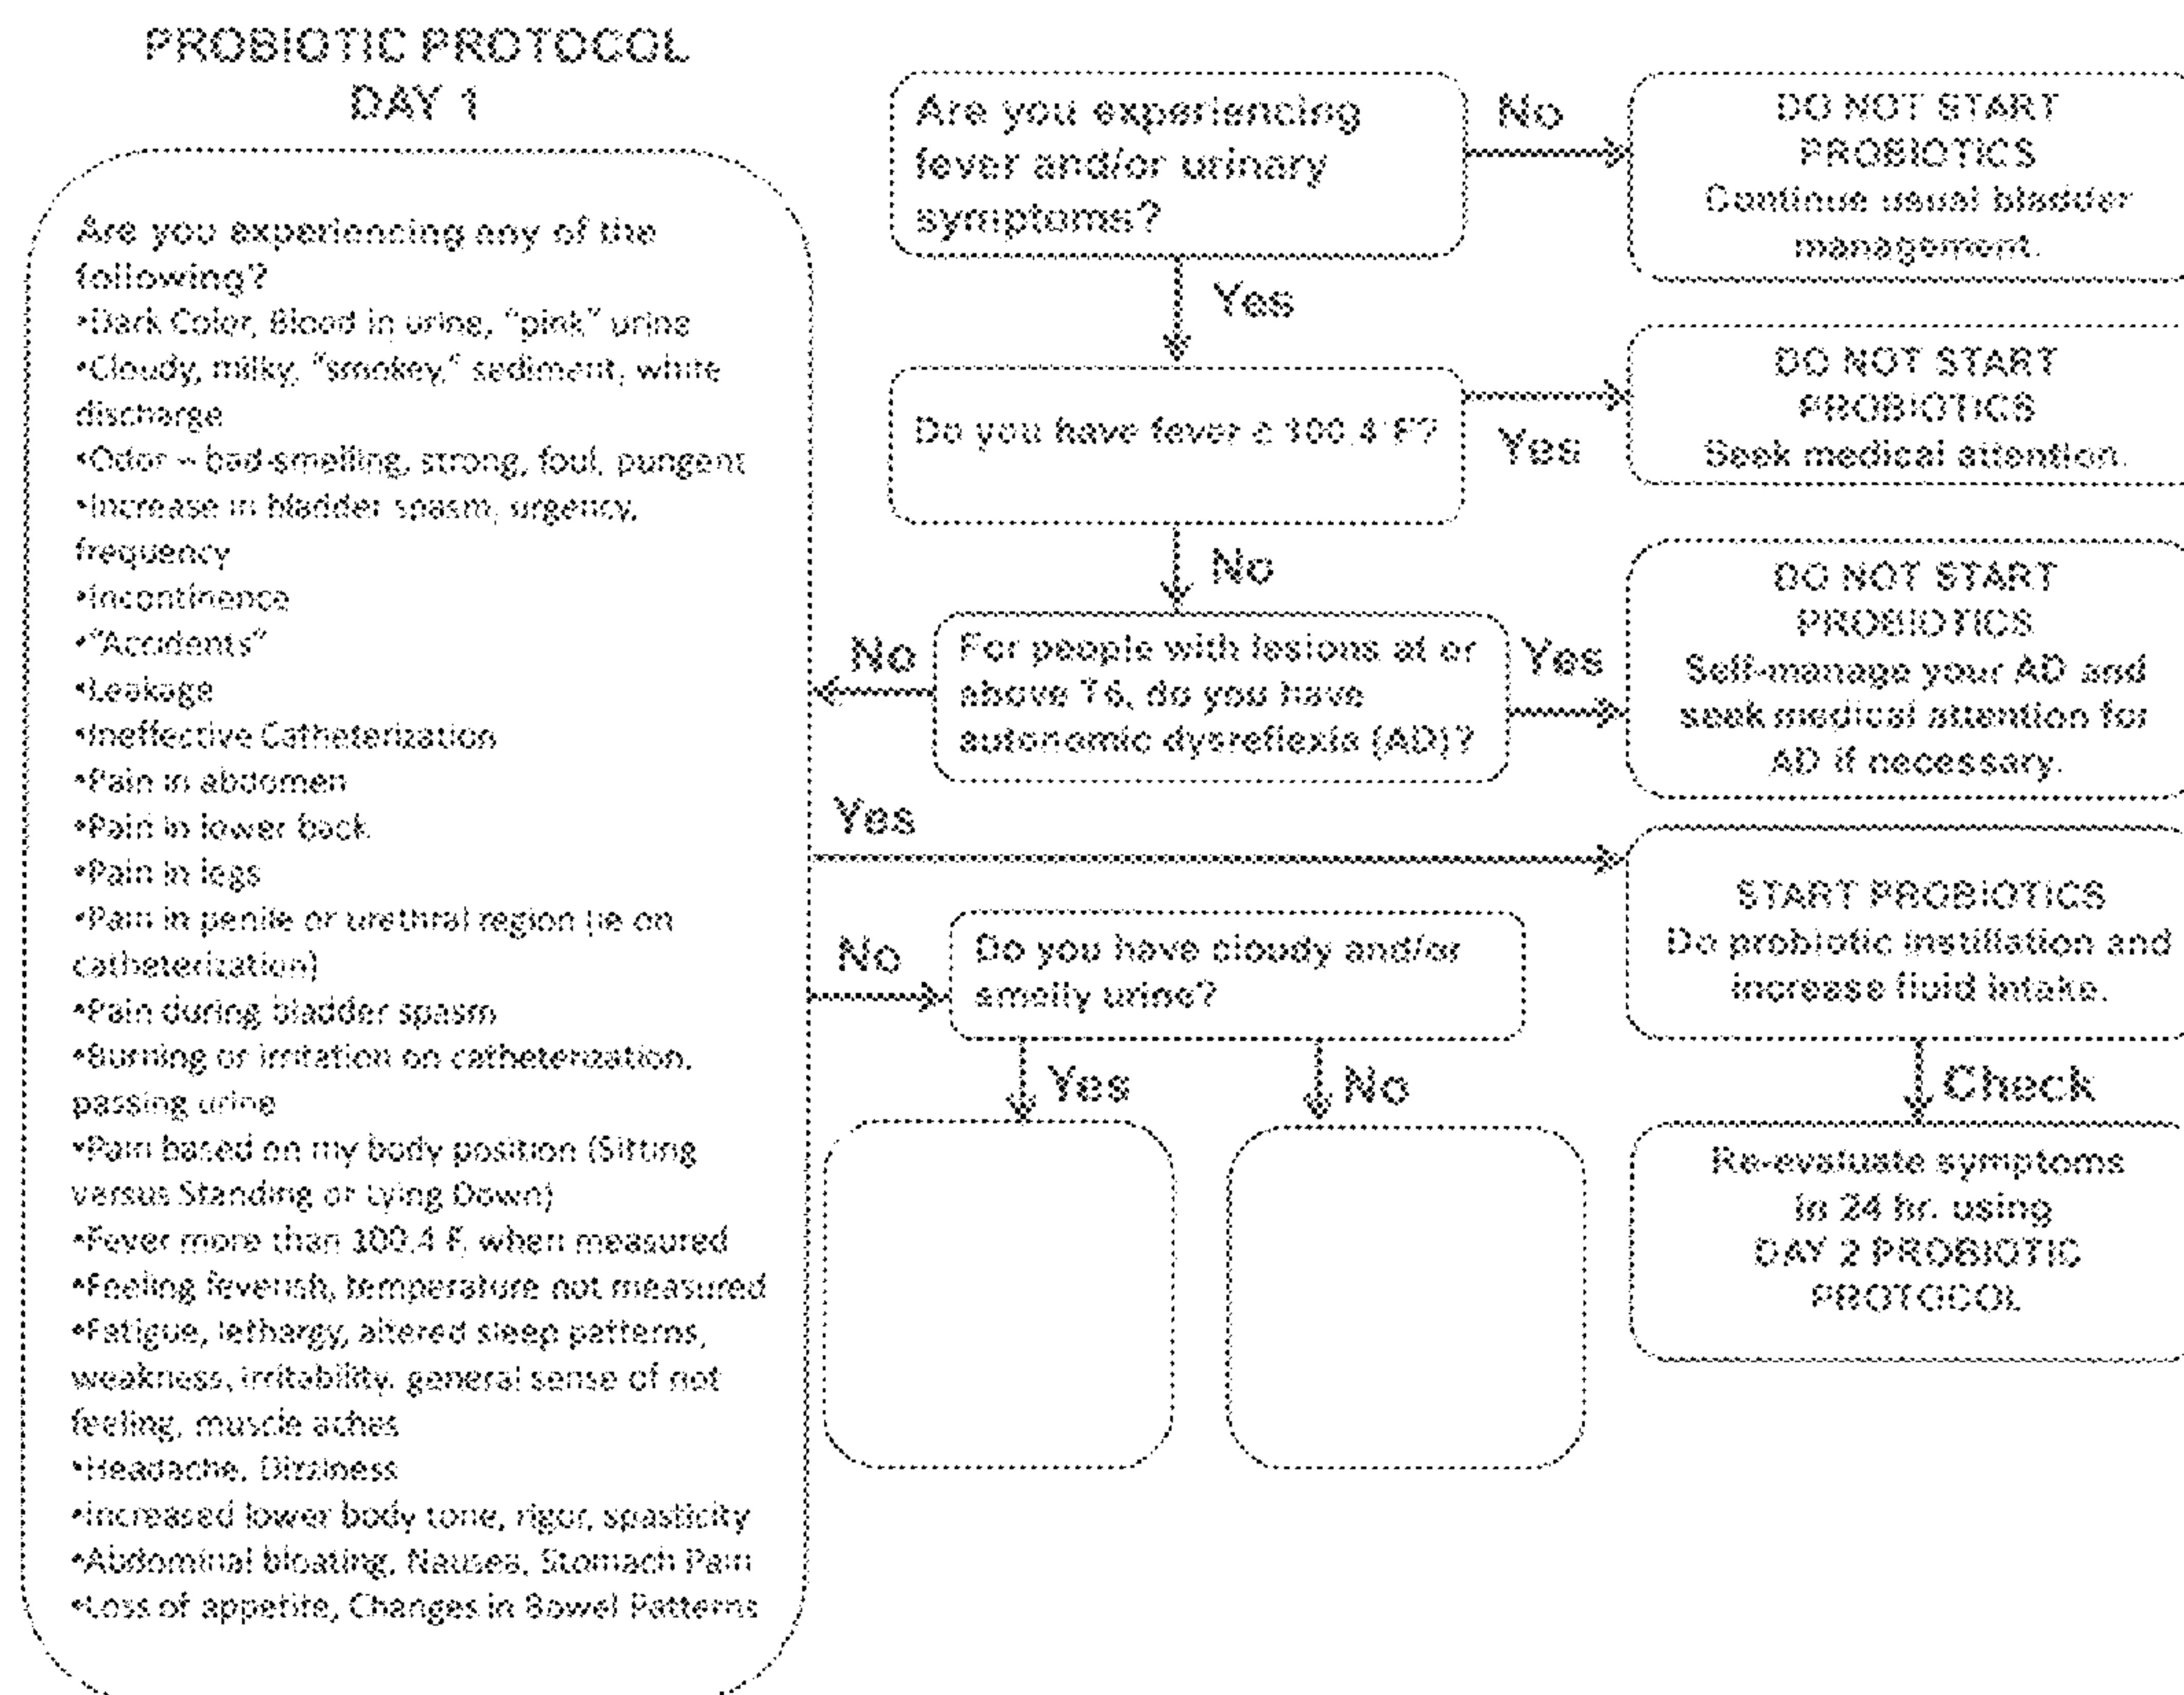 PROBIOTIC PROTOCOL
DAY 1
Are you experiencing any of the
following?
•Dark Color, Blood in urine, "pink" urine
•Cloudy, milky, "smokey," sediment, white
discharge
•Odor – bad-smelling, strong, foul, pungent
•Increase in bladder spasm, urgency,
frequency
•Incontinence
•"Accidents"
•Leakage
•Ineffective Catheterization
•Pain in abdomen
•Pain in lower back
•Pain in legs
•Pain in penile or urethral region (ie on
catheterization)
•Pain during bladder spasm
•Burning or irritation on catheterization,
passing urine
•Pain based on my body position (Sitting
versus Standing or Lying Down)
•Fever more than 100.4 F, when measured
•Feeling feverish, temperature not measured
•Fatigue, lethargy, altered sleep patterns,
weakness, irritability, general sense of not
feeling, muscle aches
•Headache, Dizziness
•Increased lower body tone, rigor, spasticity
•Abdominal bloating, Nausea, Stomach Pain
•Loss of appetite, Changes in Bowel Patterns
Are you experiencing
fever and/or urinary
symptoms?
No
DO NOT START
PROBIOTICS
Continue usual bladder
management.
Yes
Do you have fever ≥ 100.4 F?
Yes
DO NOT START
PROBIOTICS
Seek medical attention.
No
For people with lesions at or
above T6, do you have
autonomic dysreflexia (AD)?
No
Yes
DO NOT START
PROBIOTICS
Self-manage your AD and
seek medical attention for
AD if necessary.
Yes
START PROBIOTICS
Do probiotic instillation and
increase fluid intake.
No
Do you have cloudy and/or
smelly urine?
Yes
No
Check
Re-evaluate symptoms
in 24 hr. using
DAY 2 PROBIOTIC
PROTOCOL